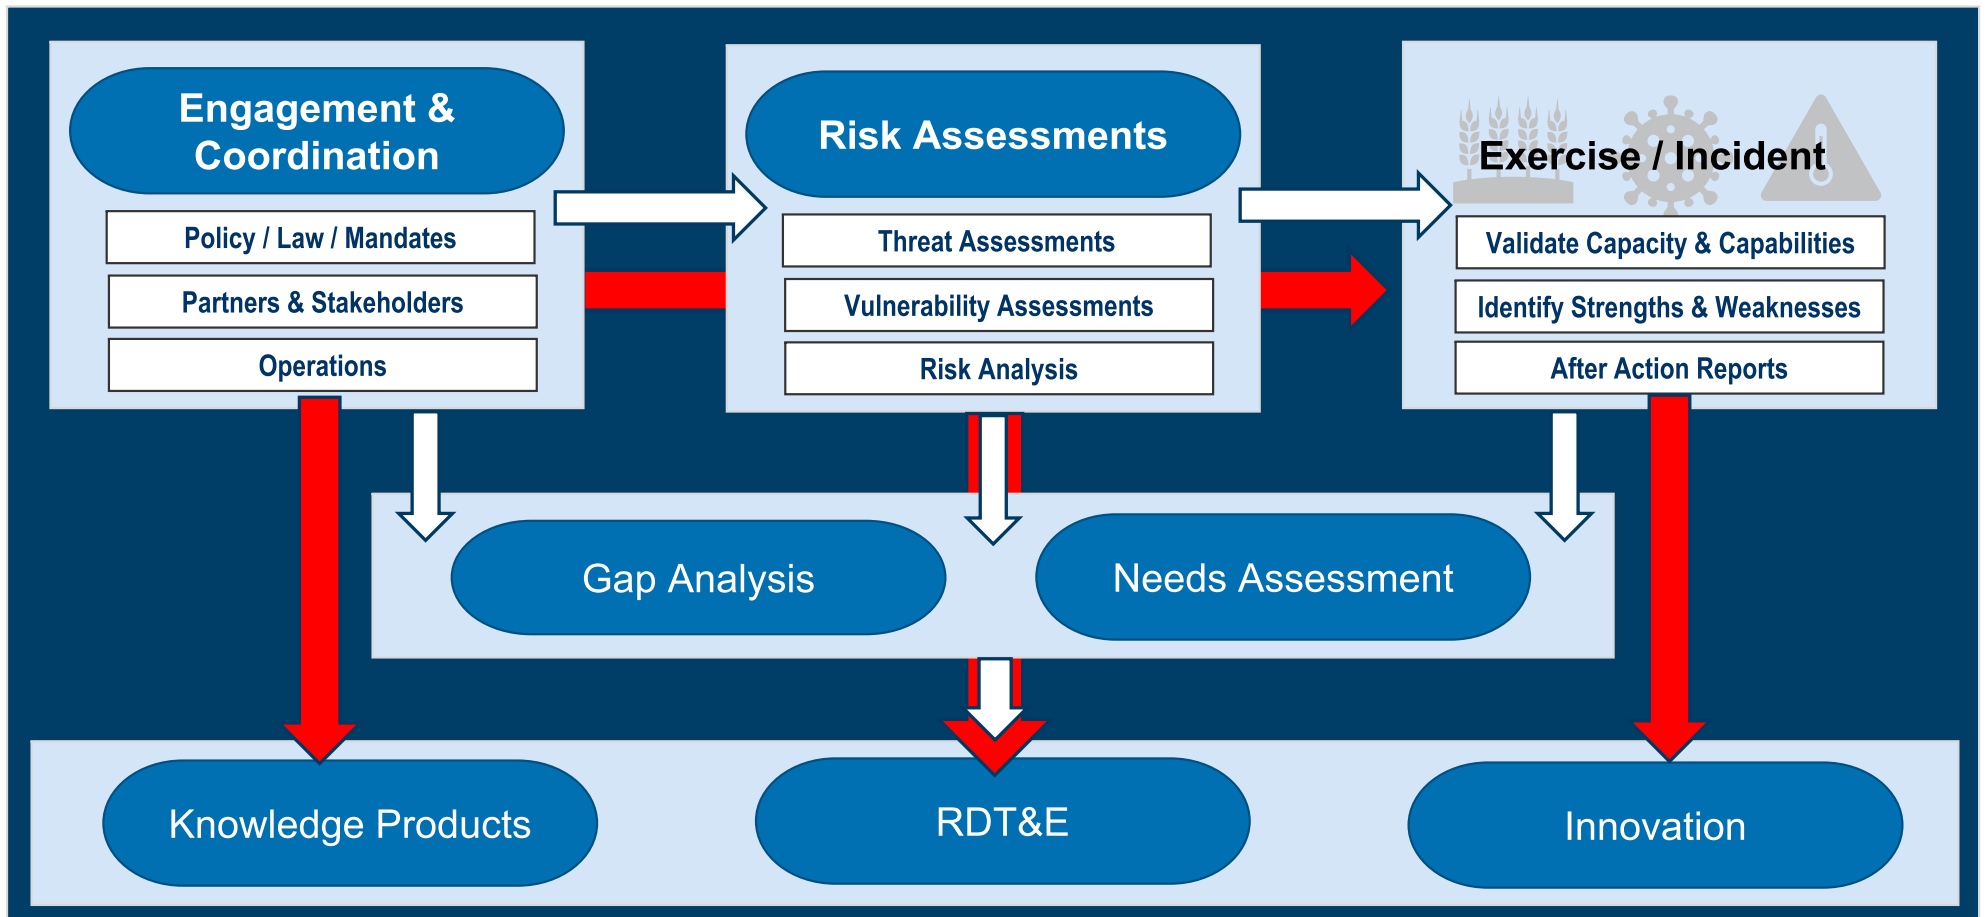 Engagement &
Coordination
Policy / Law / Mandates
Partners & Stakeholders
Operations
Risk Assessments
Threat Assessments
Vulnerability Assessments
Risk Analysis
Exercise / Incident
Validate Capacity & Capabilities
Identify Strengths & Weaknesses
After Action Reports
Gap Analysis
Needs Assessment
Knowledge Products
RDT&E
Innovation